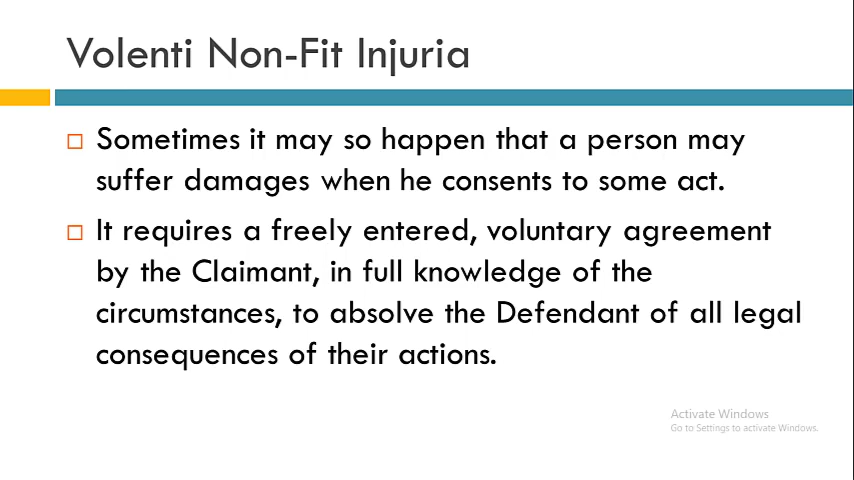 Volenti Non-Fit Injuria
Sometimes it may so happen that a person may
suffer damages when he consents to some act.
It requires a freely entered, voluntary agreement
by the Claimant, in full knowledge of the
circumstances, to absolve the Defendant of all legal
consequences of their actions.
Activate Windows
Go to Settings to activate Windows.